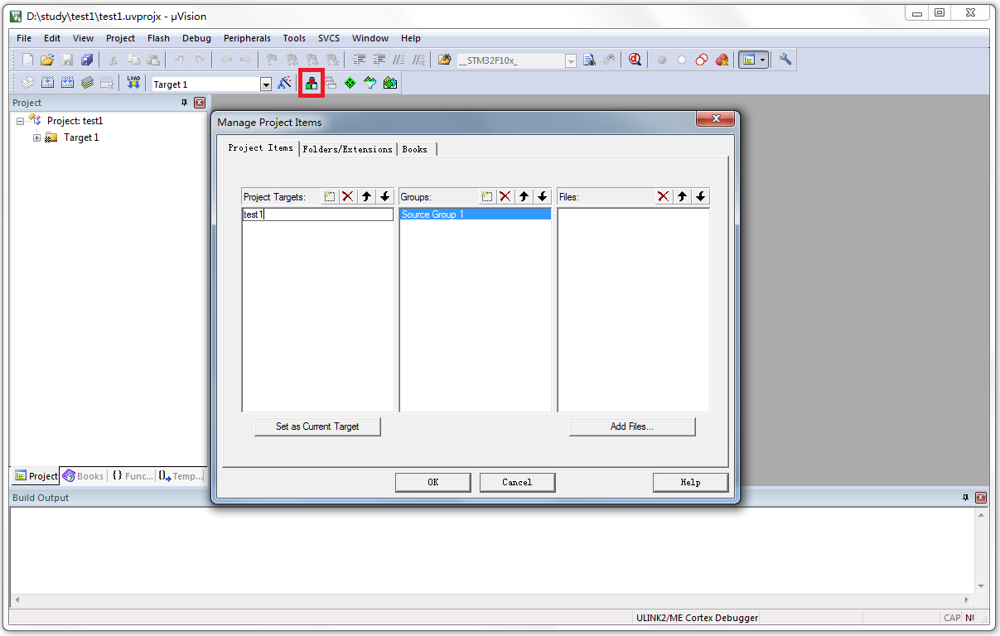 D:\study\test1\test1.uvprojx - µVision
File Edit View Project Flash Debug Peripherals Tools SVCS Window Help
__STM32F10x_
LOAD Target 1
Project
Project: test1
Target 1
Manage Project Items
Project Items Folders/Extensions Books
Project Targets: Groups: Files:
test1 Source Group 1
Set as Current Target Add Files...
OK Cancel Help
Project Books {} Func... Temp...
Build Output
ULINK2/ME Cortex Debugger CAP